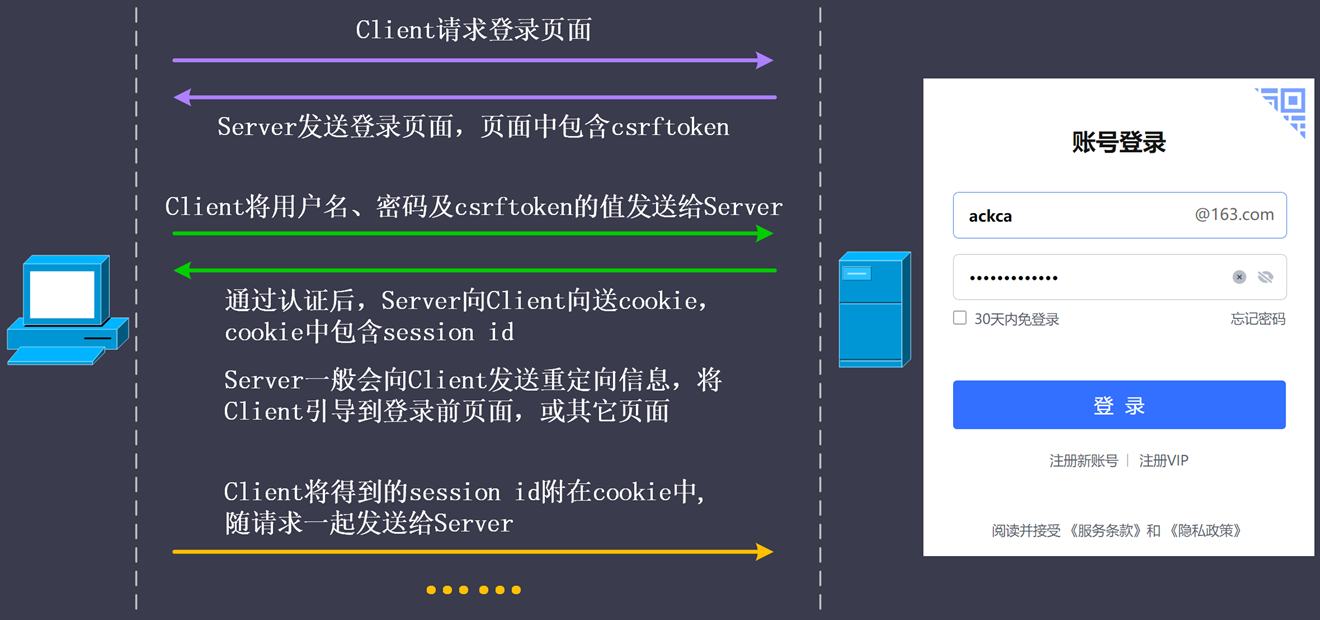 Client请求登录页面
Server发送登录页面，页面中包含csrftoken
Client将用户名、密码及csrftoken的值发送给Server
通过认证后，Server向Client向送cookie，
cookie中包含session id
Server一般会向Client发送重定向信息，将
Client引导到登录前页面，或其它页面
Client将得到的session id附在cookie中，
随请求一起发送给Server
账号登录
ackca @163.com
30天内免登录 忘记密码
登 录
注册新账号 | 注册VIP
阅读并接受《服务条款》和《隐私政策》